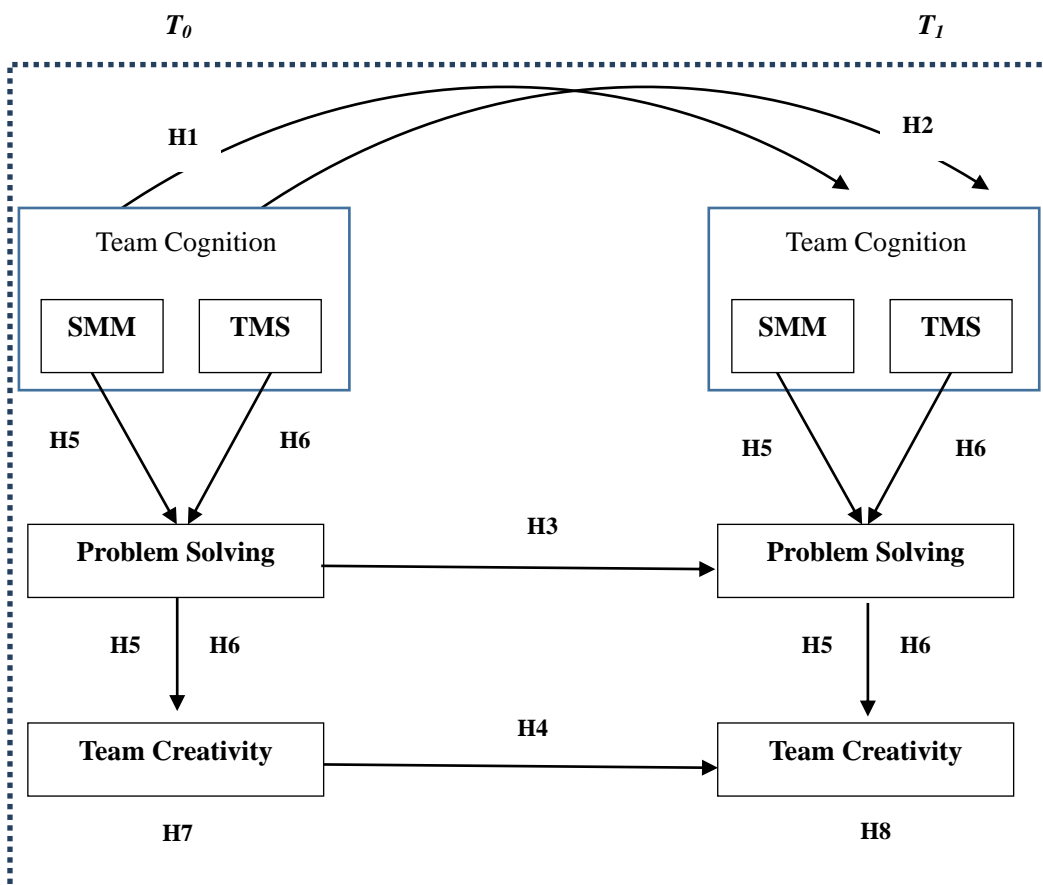 T0 T1
H1 H2
Team Cognition Team Cognition
SMM TMS SMM TMS
H5 H6 H5 H6
H3
Problem Solving Problem Solving
H5 H6 H5 H6
H4
Team Creativity Team Creativity
H7 H8